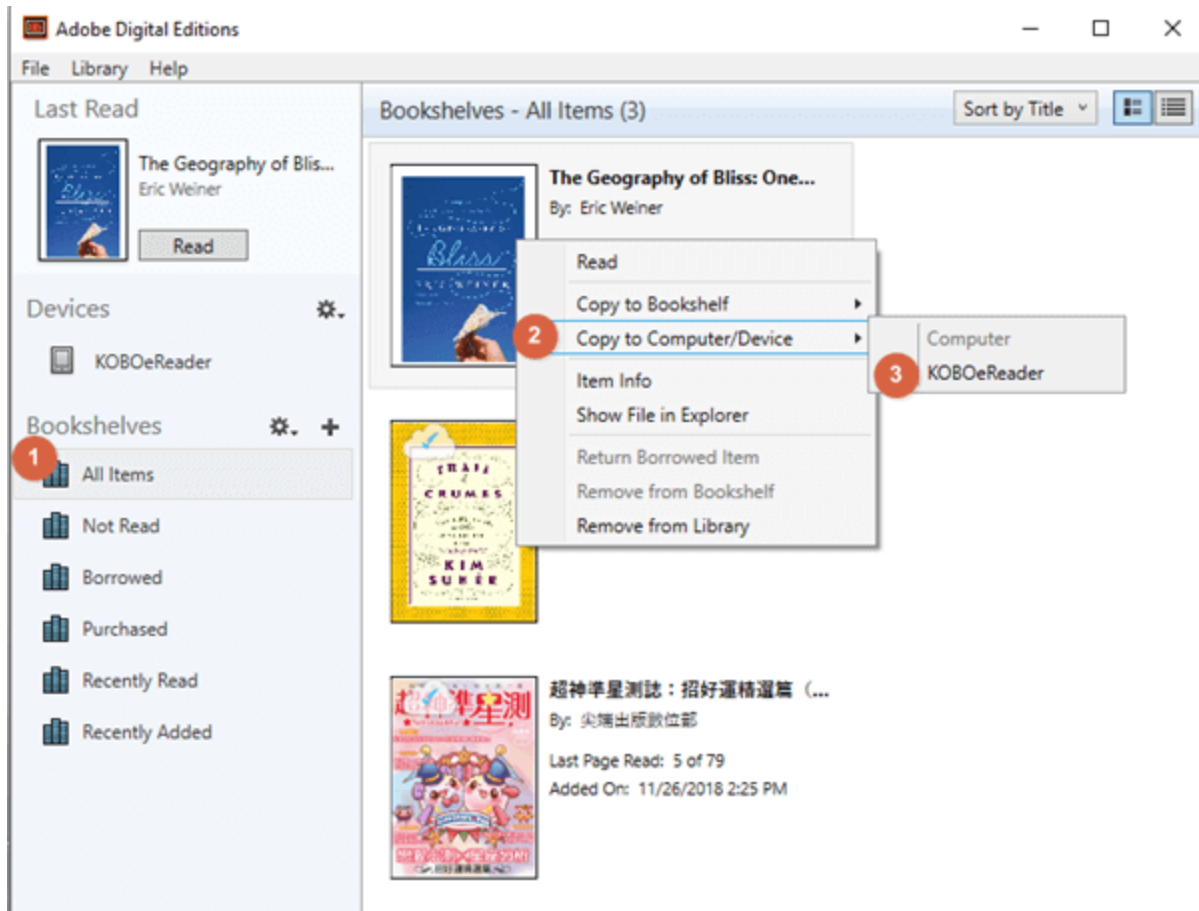 Adobe Digital Editions
File Library Help
Last Read
The Geography of Blis...
Eric Weiner
Read
Devices
KOBOeReader
Bookshelves
1
All Items
Not Read
Borrowed
Purchased
Recently Read
Recently Added
Bookshelves - All Items (3)
Sort by Title
The Geography of Bliss: One...
By: Eric Weiner
Bliss
Read
Copy to Bookshelf
2
Copy to Computer/Device
Item Info
Show File in Explorer
Return Borrowed Item
Remove from Bookshelf
Remove from Library
Computer
3
KOBOeReader
TRAIL
CRUMBS
KIM
SUNÉE
超神準星測
超神準星測誌：招好運精選篇（...
By: 尖端出版數位部
Last Page Read: 5 of 79
Added On: 11/26/2018 2:25 PM